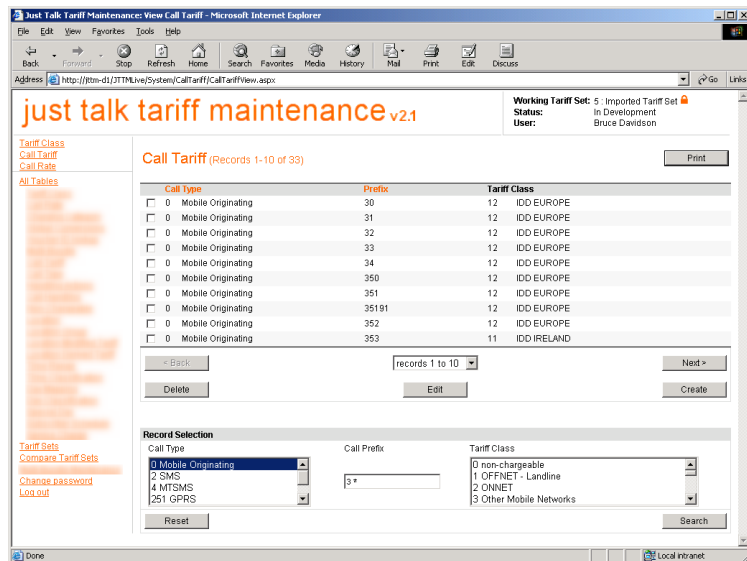 Just Talk Tariff Maintenance: View Call Tariff - Microsoft Internet Explorer
File Edit View Favorites Tools Help
Back Forward Stop Refresh Home Search Favorites Media History Mail Print Edit Discuss
Address http://jttm-d1/JTTMLive/System/CallTariff/CallTariffView.aspx Go Links
just talk tariff maintenance v2.1
Working Tariff Set: 5 : Imported Tariff Set
Status: In Development
User: Bruce Davidson
Tariff Class
Call Tariff
Call Rate
All Tables
Tariff Sets
Compare Tariff Sets
Change password
Log out
Call Tariff (Records 1-10 of 33)
Print
Call Type Prefix Tariff Class
0 Mobile Originating 30 12 IDD EUROPE
0 Mobile Originating 31 12 IDD EUROPE
0 Mobile Originating 32 12 IDD EUROPE
0 Mobile Originating 33 12 IDD EUROPE
0 Mobile Originating 34 12 IDD EUROPE
0 Mobile Originating 350 12 IDD EUROPE
0 Mobile Originating 351 12 IDD EUROPE
0 Mobile Originating 35191 12 IDD EUROPE
0 Mobile Originating 352 12 IDD EUROPE
0 Mobile Originating 353 11 IDD IRELAND
< Back records 1 to 10 Next >
Delete Edit Create
Record Selection
Call Type Call Prefix Tariff Class
0 Mobile Originating
2 SMS
4 MTSMS
251 GPRS
3*
0 non-chargeable
1 OFFNET - Landline
2 ONNET
3 Other Mobile Networks
Reset Search
Done Local intranet